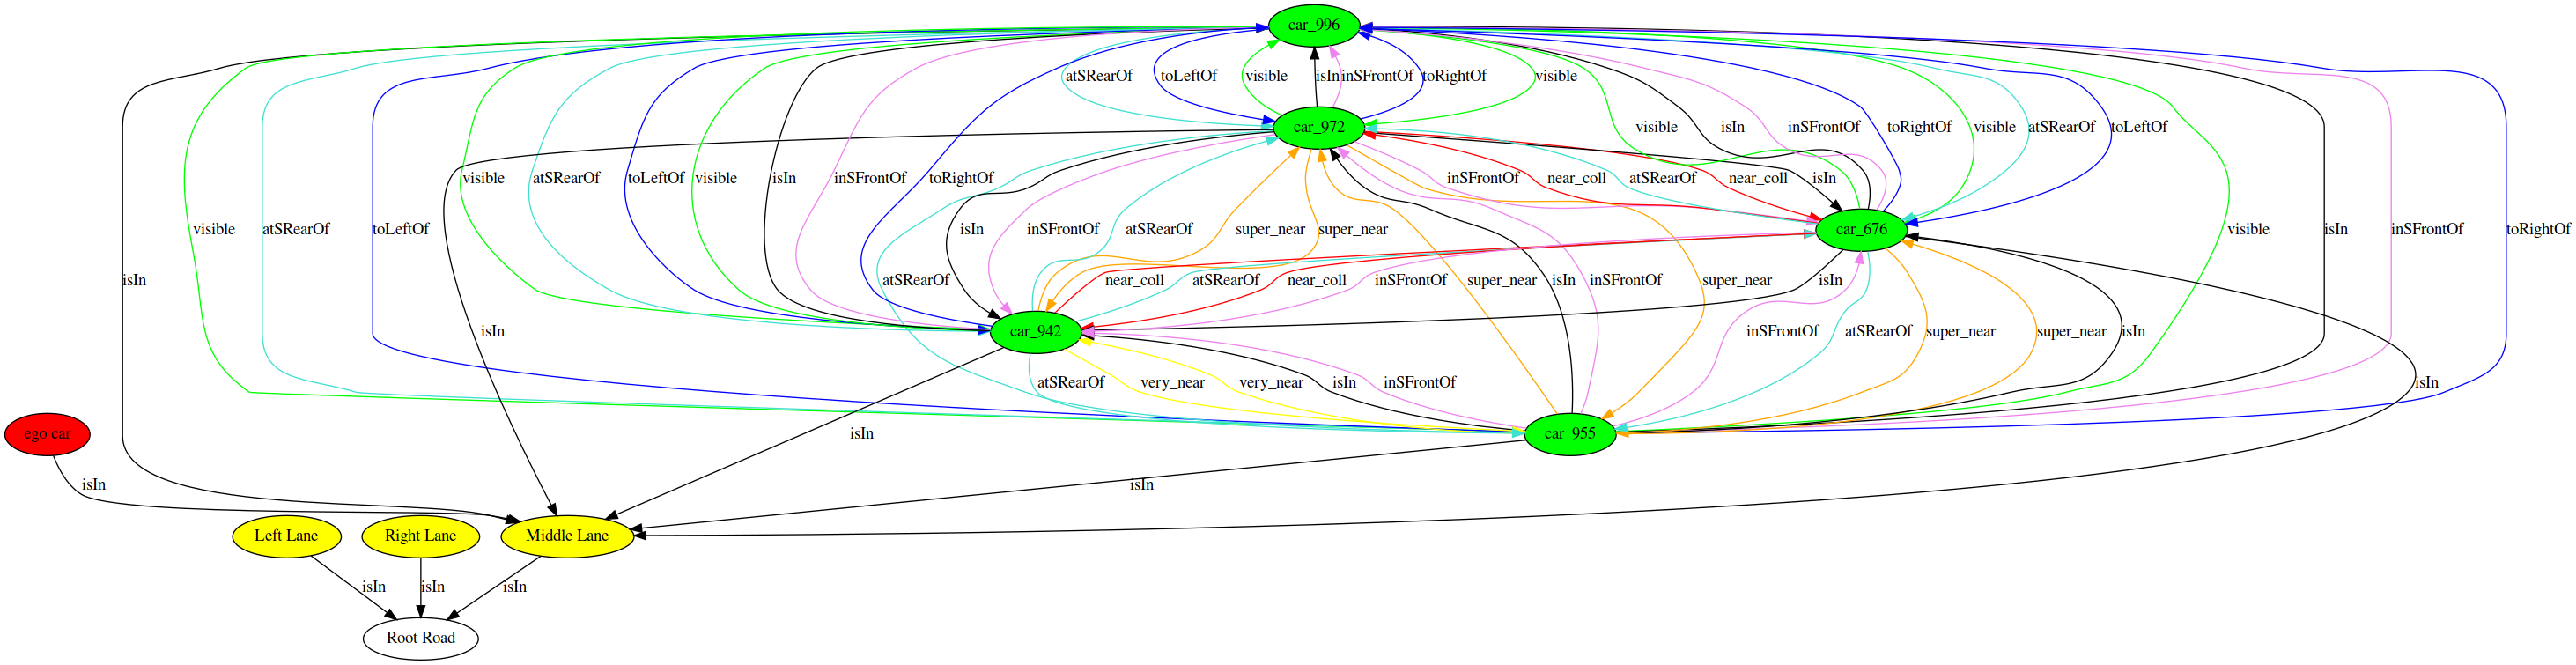 car_996
atSRearOf toLeftOf visible isIn inSFrontOf toRightOf visible
car_972
visible isIn inSFrontOf toRightOf visible atSRearOf toLeftOf
visible atSRearOf toLeftOf visible isIn inSFrontOf toRightOf inSFrontOf near_coll atSRearOf near_coll isIn
visible atSRearOf toLeftOf isIn inSFrontOf atSRearOf super_near super_near car_676 visible isIn inSFrontOf toRightOf
isIn atSRearOf near_coll atSRearOf near_coll inSFrontOf super_near isIn inSFrontOf super_near isIn
isIn car_942 inSFrontOf atSRearOf super_near super_near isIn
atSRearOf very_near very_near isIn inSFrontOf isIn
ego car isIn car_955
isIn isIn
Left Lane Right Lane Middle Lane
isIn isIn isIn
Root Road